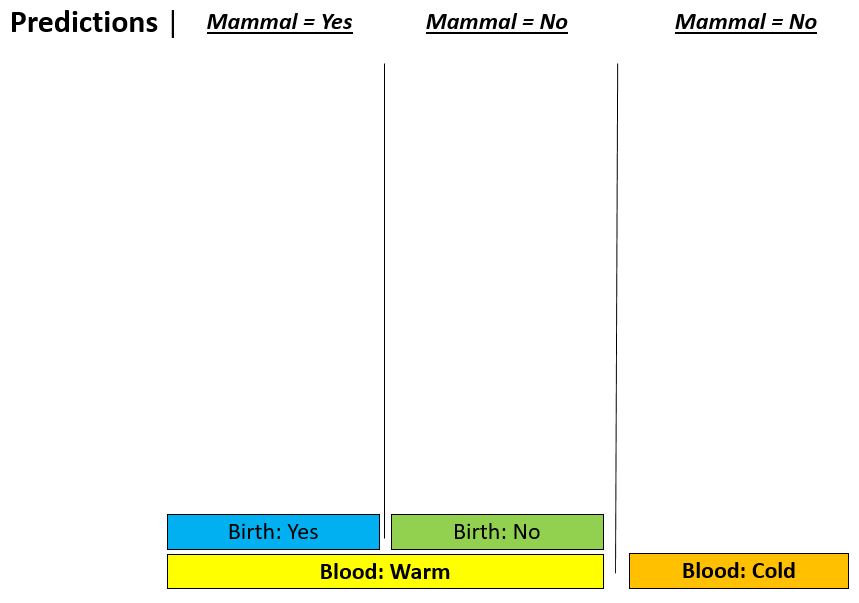 Predictions | Mammal = Yes Mammal = No Mammal = No
Birth: Yes Birth: No
Blood: Warm Blood: Cold